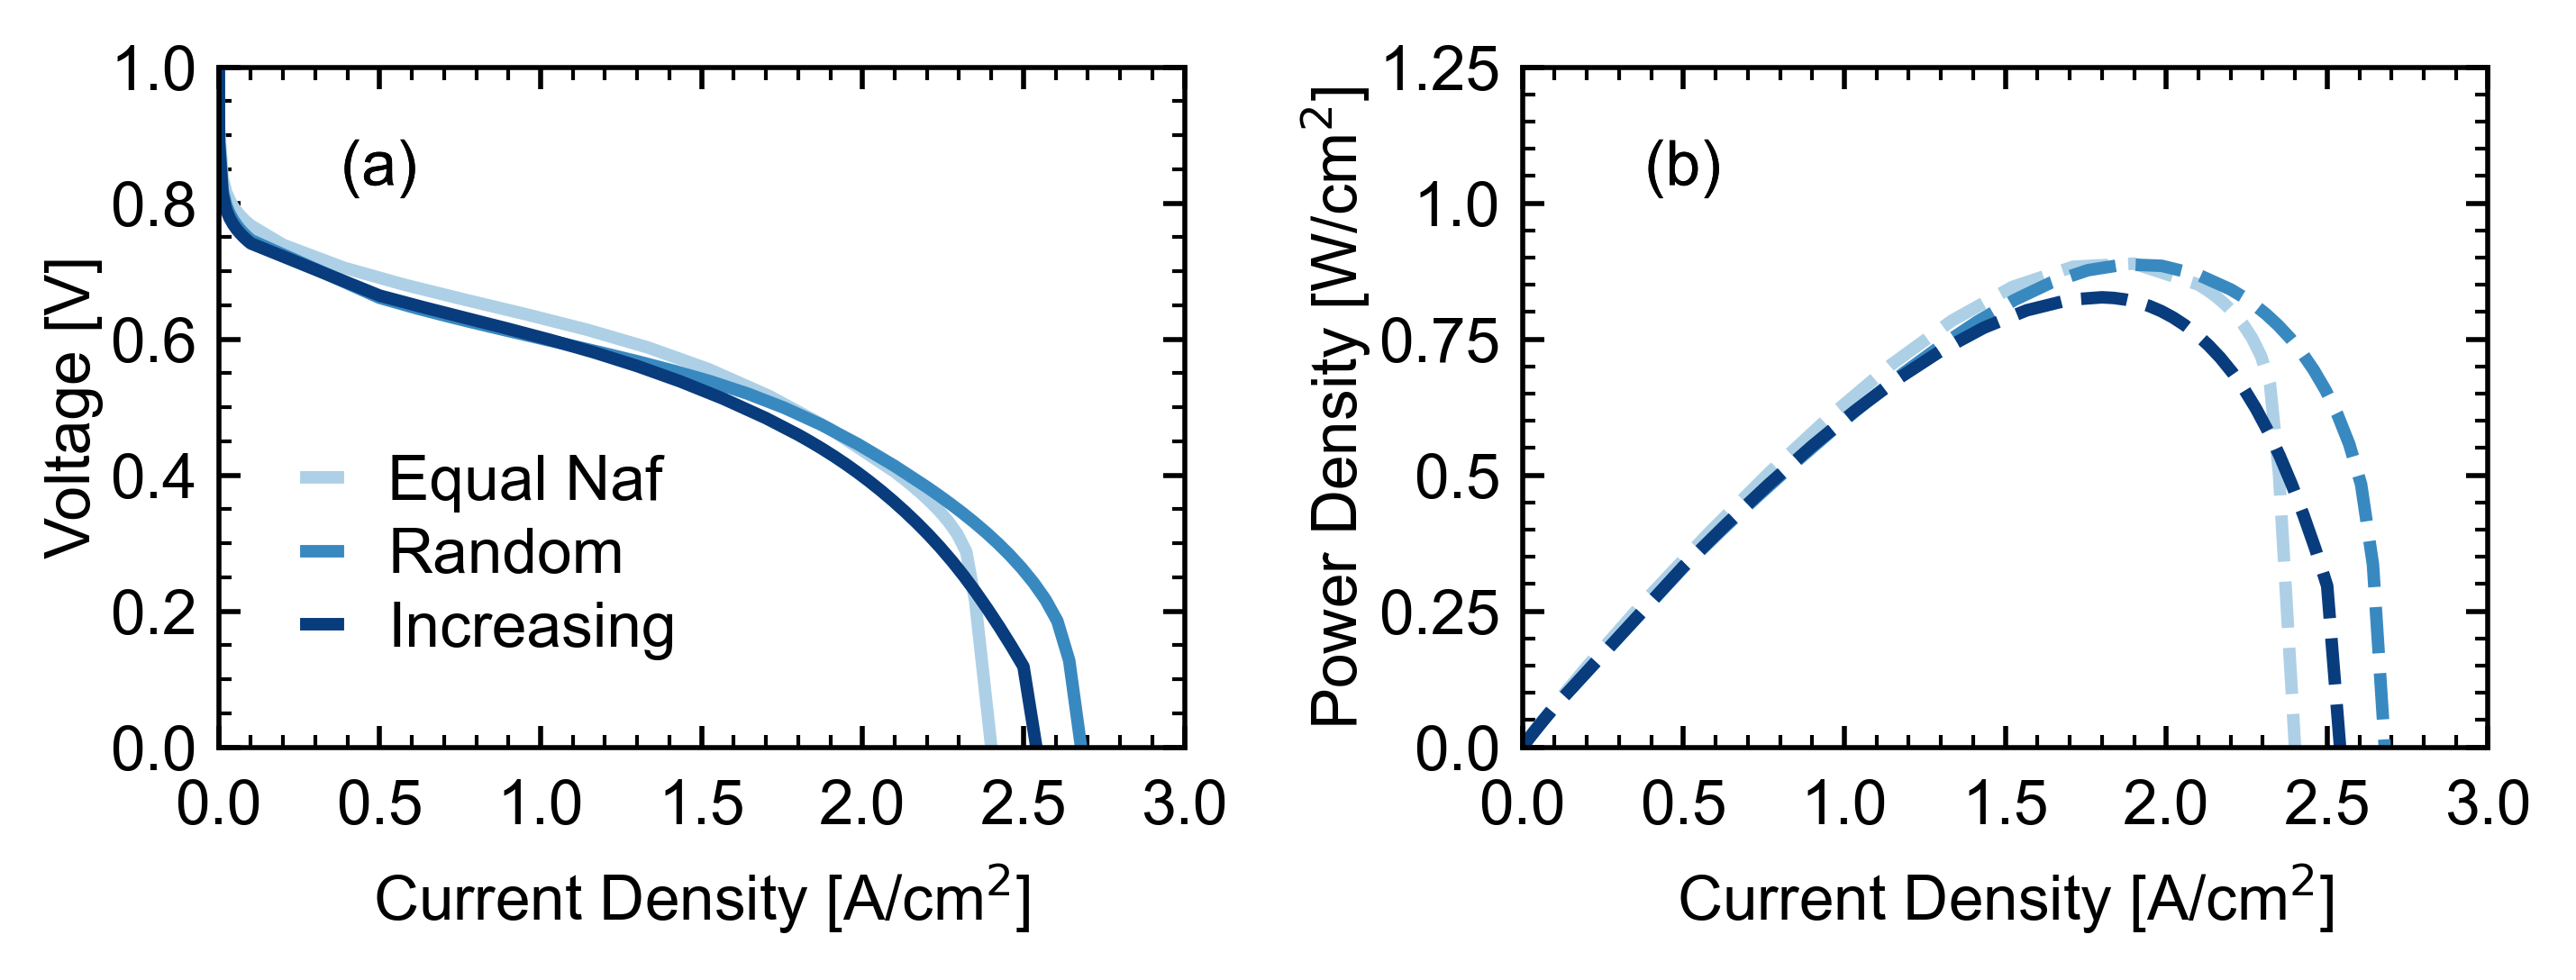 (a)
Voltage [V]
1.0
0.8
0.6
0.4
0.2
0.0
Equal Naf
Random
Increasing
0.0 0.5 1.0 1.5 2.0 2.5 3.0
Current Density [A/cm²]
(b)
Power Density [W/cm²]
1.25
1.0
0.75
0.5
0.25
0.0
0.0 0.5 1.0 1.5 2.0 2.5 3.0
Current Density [A/cm²]